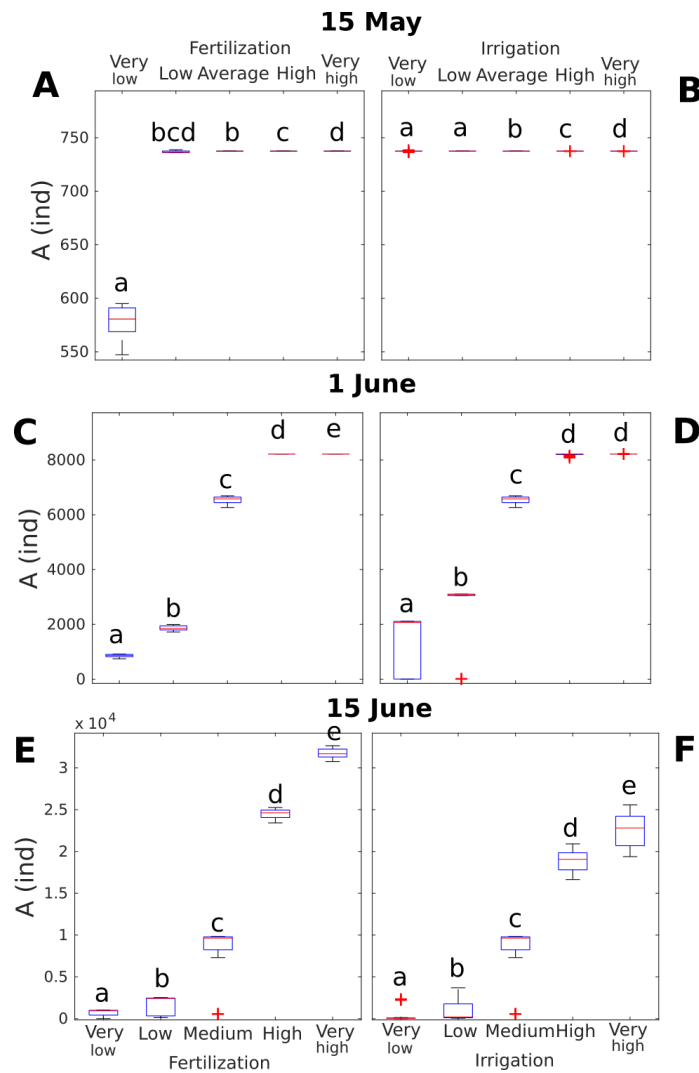 15 May
Fertilization
Irrigation
Very low
Low
Average
High
Very high
Very low
Low
Average
High
Very high
A
B
A (ind)
750
700
650
600
550
a
bcd
b
c
d
a
a
b
c
d
1 June
C
D
A (ind)
8000
6000
4000
2000
0
a
b
c
d
e
a
b
c
d
d
15 June
x 10^4
E
F
A (ind)
3
2.5
2
1.5
1
0.5
0
a
b
c
d
e
a
b
c
d
e
Very low
Low
Medium
High
Very high
Very low
Low
Medium
High
Very high
Fertilization
Irrigation